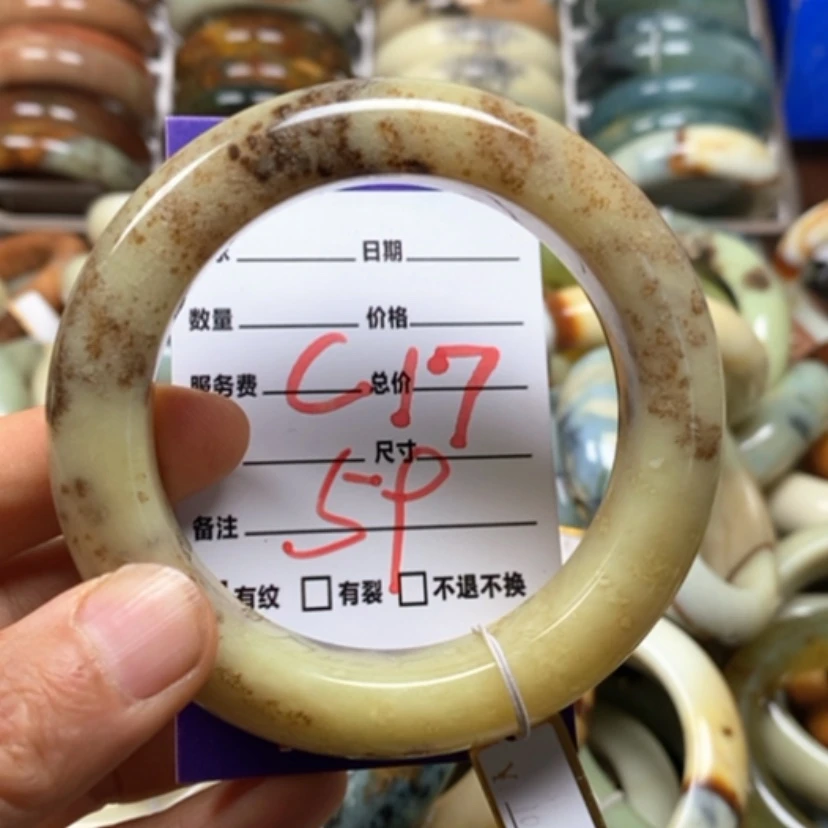 日期
数量 价格
服务费 总价
C17
尺寸
59
备注
有纹 有裂 不退不换